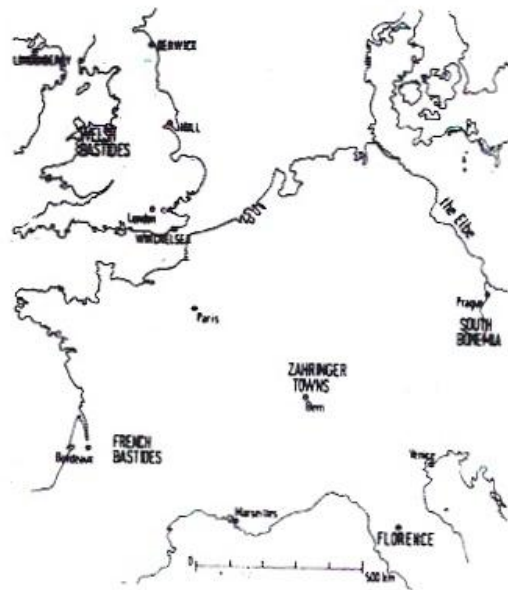 BERWICK
LONDONDERRY
HULL
WELSH
BASTIDES
London
WINCHELSEA
the Elbe
Prague
SOUTH
BOHEMIA
Paris
ZAHRINGER
TOWNS
Bern
FRENCH
BASTIDES
Bordeaux
Venice
Marseilles
FLORENCE
0
500 km